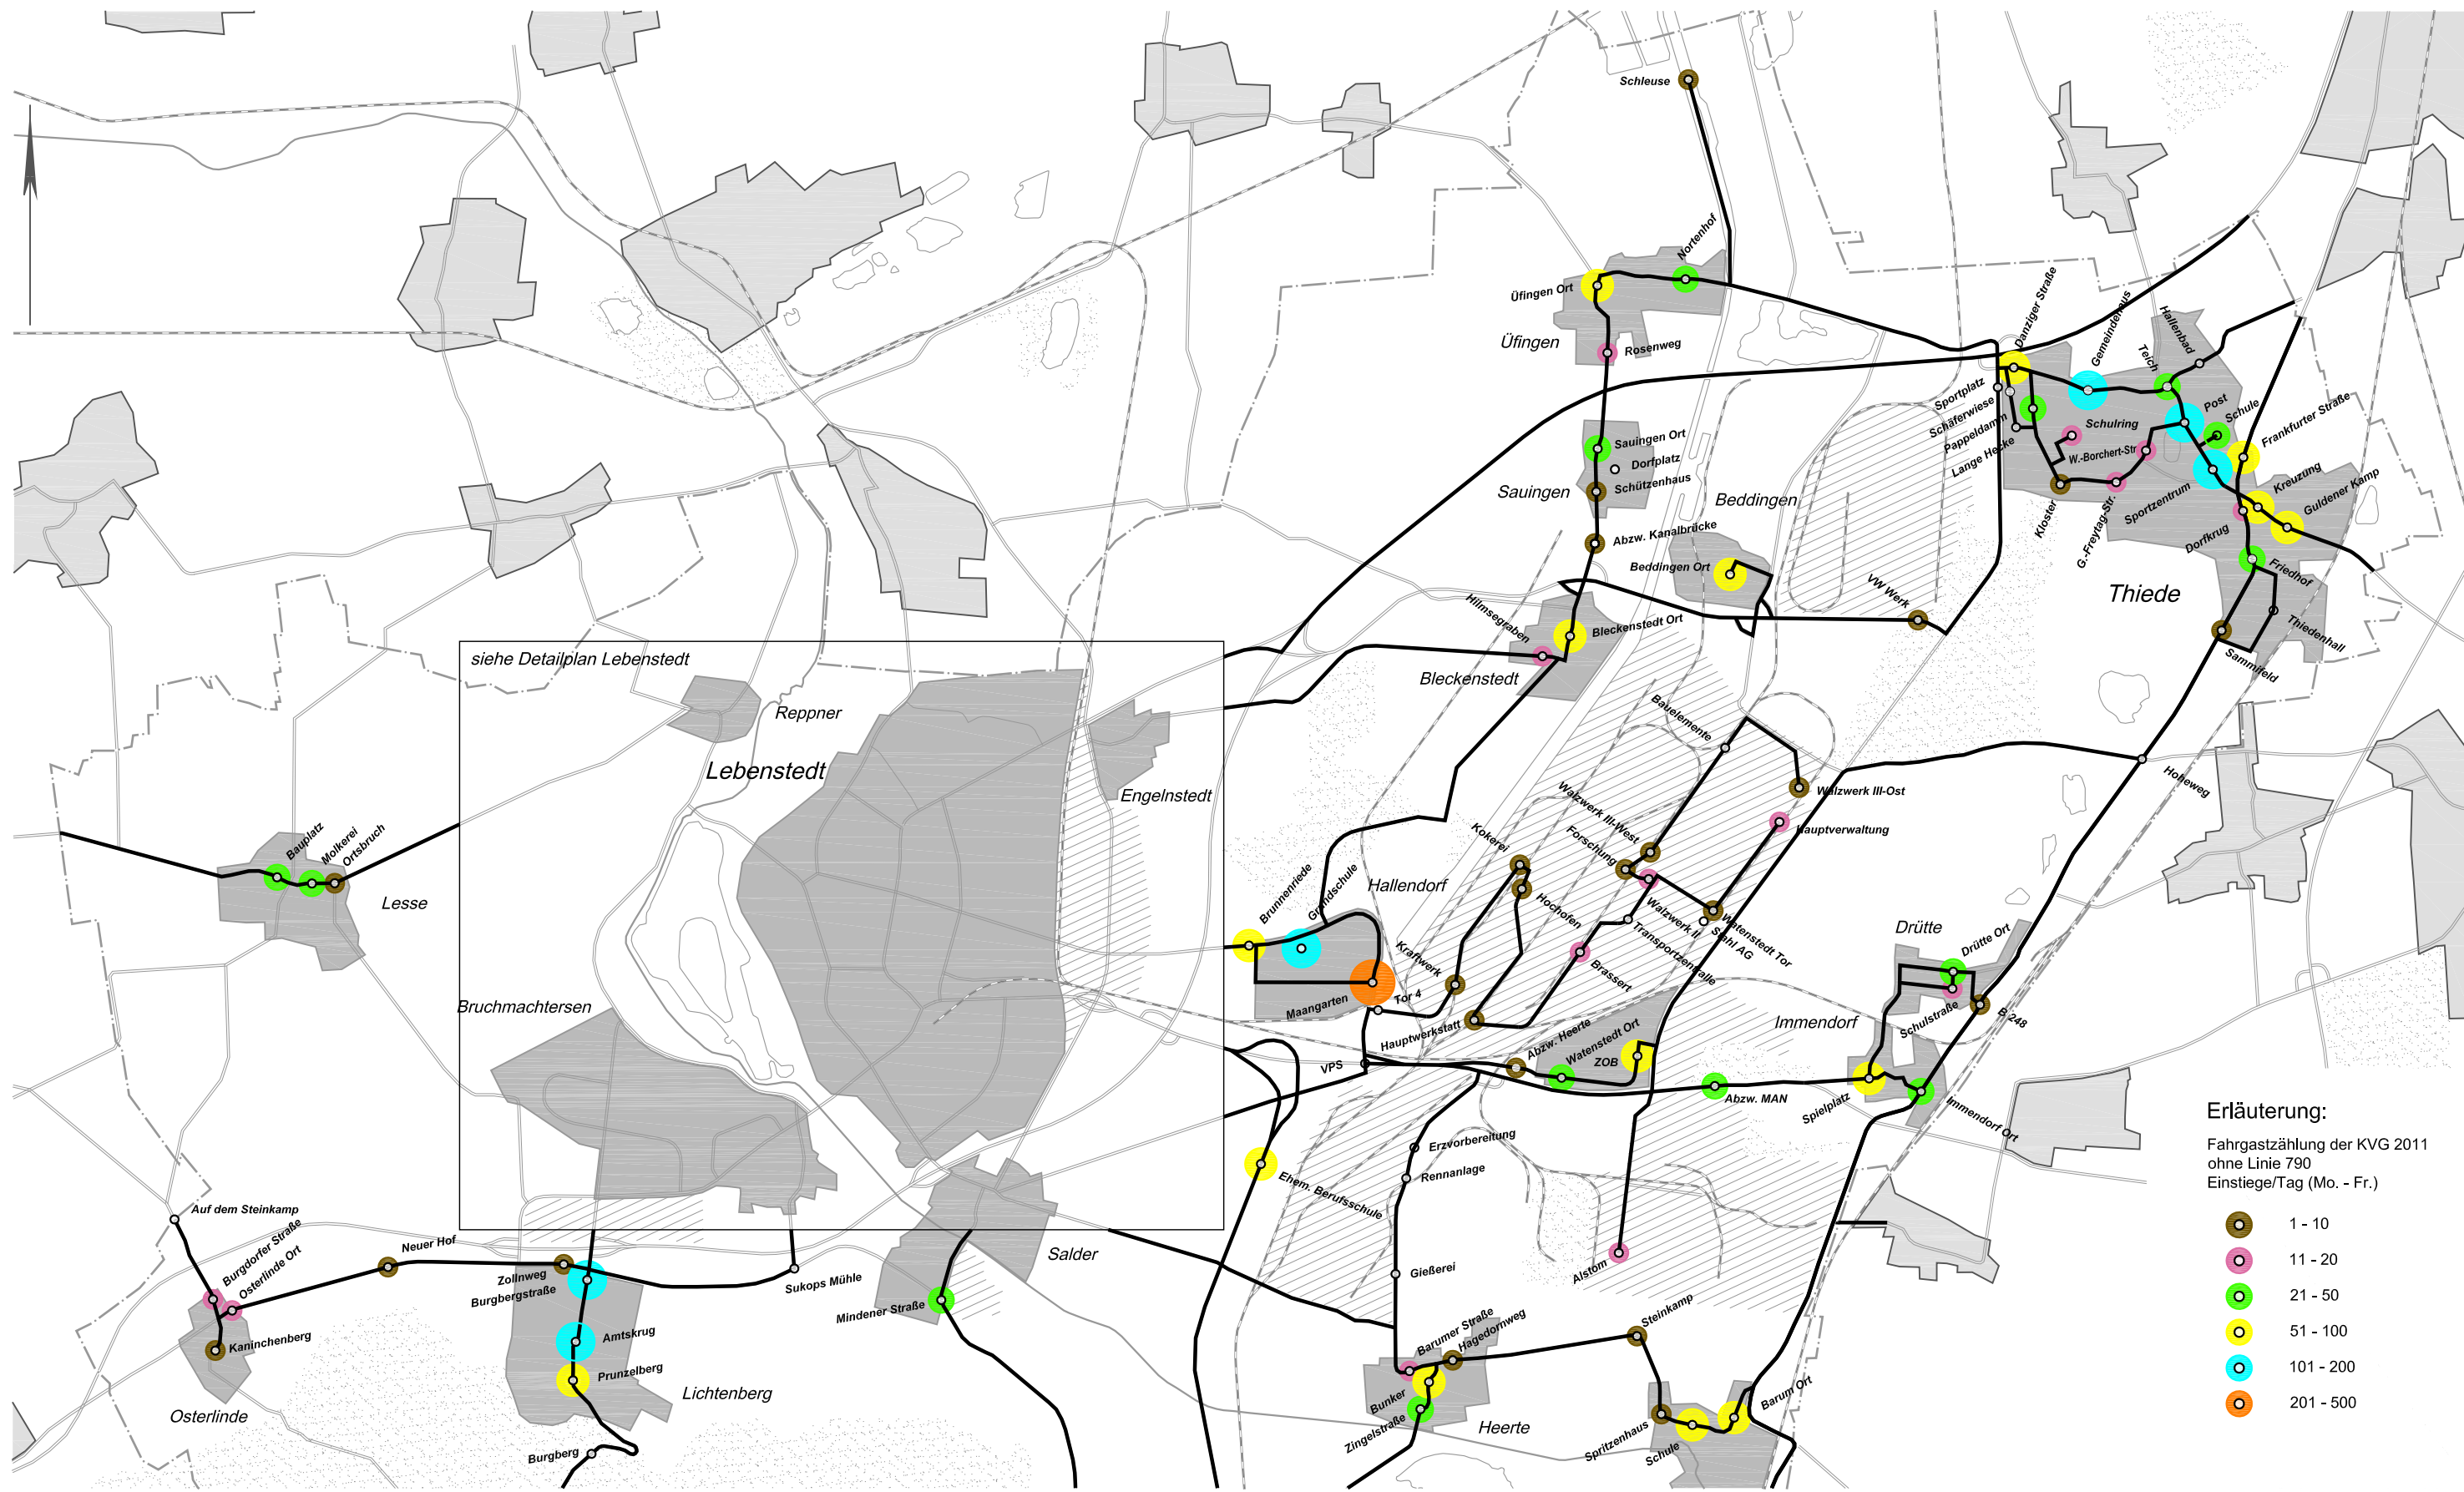 Schleuse
Nortenhof
Üfingen Ort
Üfingen
Rosenweg
Danziger Straße
Gemeindehaus
Hallenbad
Teich
Sportplatz
Schäferwiese
Pappeldamm
Lange Hecke
Schulring
W.-Borchert-Str.
Post
Schule
Frankfurter Straße
Kreuzung
Guldener Kamp
Sportzentrum
Kloster
G.-Freytag-Str.
Dorfkrug
Friedhof
Thiede
Thiedenhall
Sammifeld
Sauingen Ort
Dorfplatz
Sauingen
Schützenhaus
Beddingen
Abzw. Kanalbrücke
Beddingen Ort
VW Werk
Hilmsegraben
Bleckenstedt Ort
Bleckenstedt
siehe Detailplan Lebenstedt
Reppner
Lebenstedt
Engelnstedt
Bruchmachtersen
Bauelemente
Walzwerk III-Ost
Hauptverwaltung
Walzwerk III-West
Forschung
Kokerei
Hochofen
Walzwerk II
Watenstedt Tor
Stahl AG
Transportzentrale
Brassert
Kraftwerk
Hoheweg
Bauplatz
Molkerei
Ortsbruch
Lesse
Brunnenriede
Grundschule
Hallendorf
Maangarten
Tor 4
Hauptwerkstatt
VPS
Abzw. Heerte
Watenstedt Ort
ZOB
Immendorf
Drütte
Drütte Ort
Schulstraße
B 248
Spielplatz
Immendorf Ort
Abzw. MAN
Erzvorbereitung
Rennanlage
Ehem. Berufsschule
Gießerei
Alstom
Auf dem Steinkamp
Burgdorfer Straße
Osterlinde Ort
Kaninchenberg
Osterlinde
Neuer Hof
Zollnweg
Burgbergstraße
Amtskrug
Prunzelberg
Lichtenberg
Burgberg
Sukops Mühle
Mindener Straße
Salder
Barumer Straße
Hagedornweg
Bunker
Zingelstraße
Heerte
Steinkamp
Spritzenhaus
Schule
Barum Ort
Erläuterung:
Fahrgastzählung der KVG 2011
ohne Linie 790
Einstiege/Tag (Mo. - Fr.)
1 - 10
11 - 20
21 - 50
51 - 100
101 - 200
201 - 500